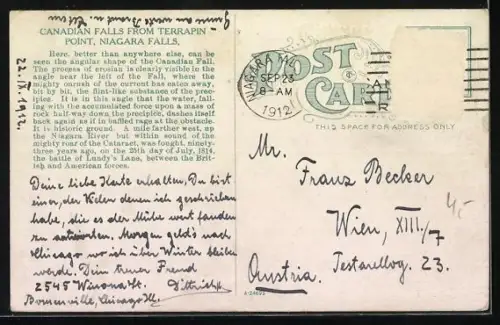 CANADIAN FALLS FROM TERRAPIN
POINT, NIAGARA FALLS.
Here, better than anywhere else, can be
seen the angular shape of the Canadian Fall.
The process of erosian is clearly visible in the
angle near the left of the Fall, where the
mighty onrush of the current has eaten away,
bit by bit, the flint-like substance of the pre-
cipice. It is in this angle that the water, fall-
ing with the accumulated force upon a mass of
rock half-way down the precipice, dashes itself
back again as if in baffled rage at the obstacle.
It is historic ground. A mile farther west, up
the Niagara River but within sound of the
mighty roar of the Cataract, was fought, ninety-
three years ago, on the 25th day of July, 1814,
the battle of Lundy's Lane, between the Brit-
ish and American forces.
22. IX. 1912.
Deine liebe Karte erhalten, Du bist
einer, der Vielen denen ich geschrieben
habe, die es der Mühe wert fanden
zu antworten. Morgen geht's nach
Chicago wo ich über Winter bleiben
werde. Dein treuer Freund
2545 Winona St.
Chicago Ill.
POST
CARD
NIAGARA
SEP 23
8-AM
1912
THIS SPACE FOR ADDRESS ONLY
Mr.
Franz Becker
Wien, XIII/7
Testarellog. 23.
Austria.
4.-